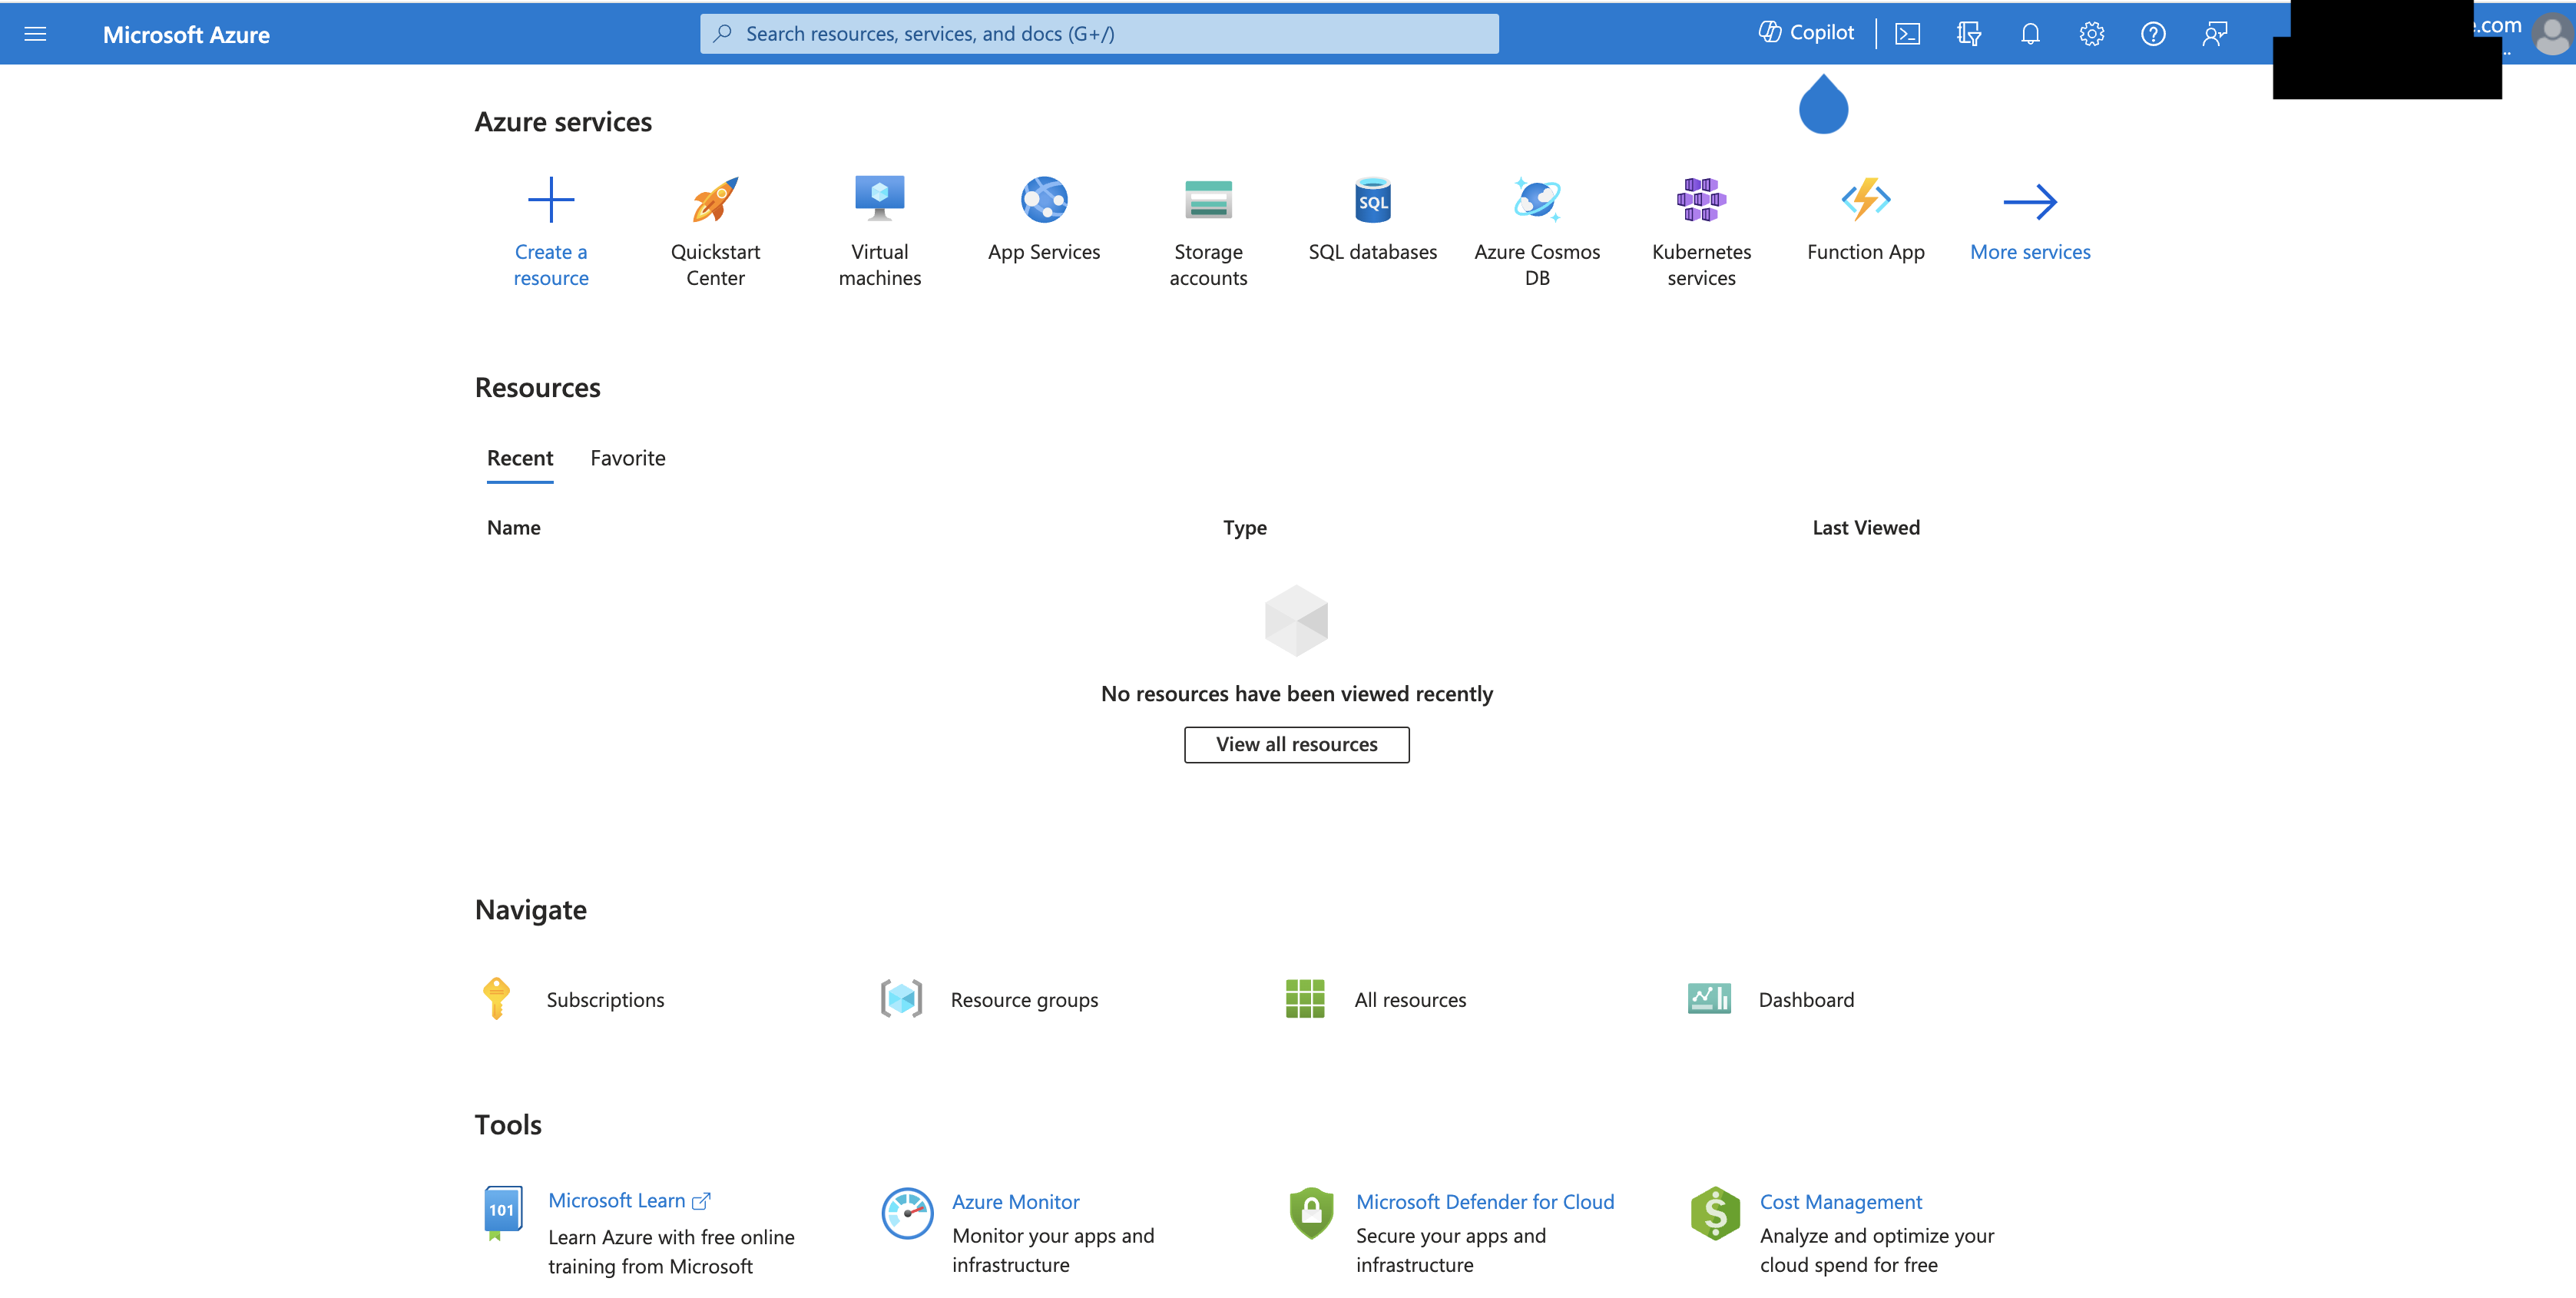 Microsoft Azure
Search resources, services, and docs (G+/)
Copilot
e.com
...
Azure services
Create a
resource
Quickstart
Center
Virtual
machines
App Services
Storage
accounts
SQL
SQL databases
Azure Cosmos
DB
Kubernetes
services
Function App
More services
Resources
Recent
Favorite
Name
Type
Last Viewed
No resources have been viewed recently
View all resources
Navigate
Subscriptions
Resource groups
All resources
Dashboard
Tools
101
Microsoft Learn
Learn Azure with free online
training from Microsoft
Azure Monitor
Monitor your apps and
infrastructure
Microsoft Defender for Cloud
Secure your apps and
infrastructure
$
Cost Management
Analyze and optimize your
cloud spend for free